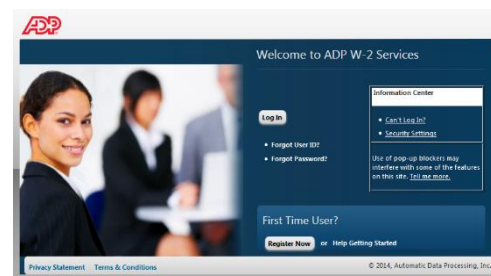 ADP
Welcome to ADP W-2 Services
Log In
• Forgot User ID?
• Forgot Password?
Information Center
• Can't Log In?
• Security Settings
Use of pop-up blockers may
interfere with some of the features
on this site. Tell me more.
First Time User?
Register Now or Help Getting Started
Privacy Statement Terms & Conditions
© 2014, Automatic Data Processing, Inc.